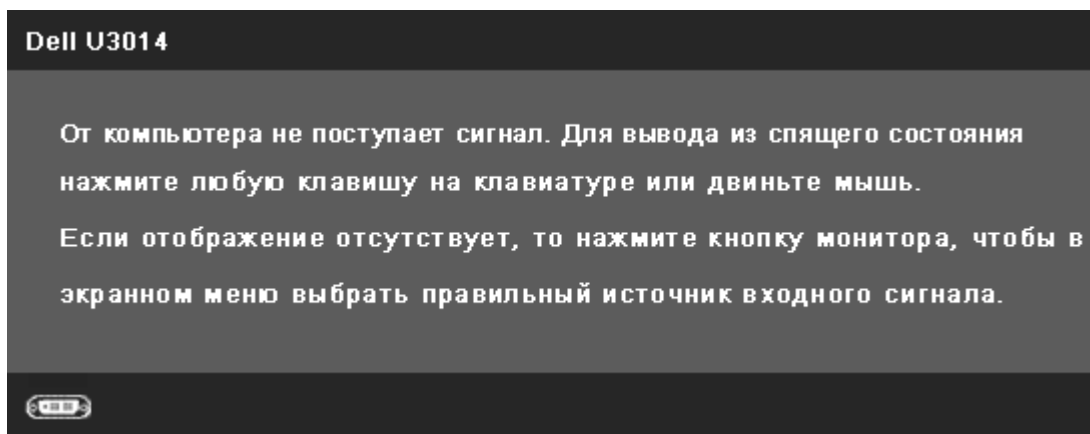 Dell U3014
От компьютера не поступает сигнал. Для вывода из спящего состояния
нажмите любую клавишу на клавиатуре или двиньте мышь.
Если отображение отсутствует, то нажмите кнопку монитора, чтобы в
экранном меню выбрать правильный источник входного сигнала.